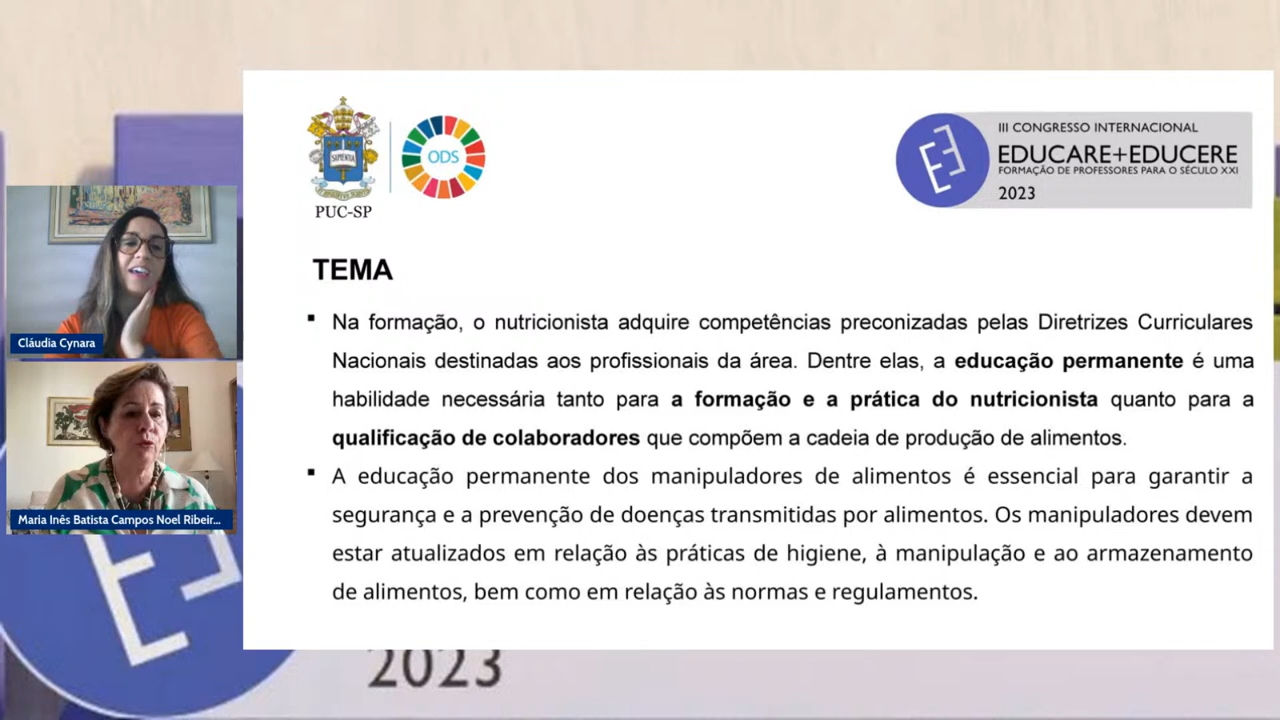 SAPIENTIA
PUC-SP
ODS
III CONGRESSO INTERNACIONAL
EDUCARE+EDUCERE
FORMAÇÃO DE PROFESSORES PARA O SÉCULO XXI
2023
TEMA
▪ Na formação, o nutricionista adquire competências preconizadas pelas Diretrizes Curriculares
Nacionais destinadas aos profissionais da área. Dentre elas, a educação permanente é uma
habilidade necessária tanto para a formação e a prática do nutricionista quanto para a
qualificação de colaboradores que compõem a cadeia de produção de alimentos.
▪ A educação permanente dos manipuladores de alimentos é essencial para garantir a
segurança e a prevenção de doenças transmitidas por alimentos. Os manipuladores devem
estar atualizados em relação às práticas de higiene, à manipulação e ao armazenamento
de alimentos, bem como em relação às normas e regulamentos.
Cláudia Cynara
Maria Inês Batista Campos Noel Ribeir...
2023